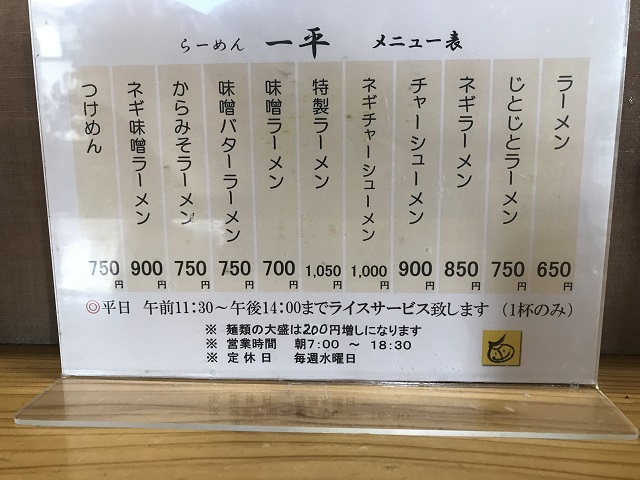 らーめん 一平 メニュー表
ラーメン 650円
じとじとラーメン 750円
ネギラーメン 850円
チャーシューメン 900円
ネギチャーシューメン 1,000円
特製ラーメン 1,050円
味噌ラーメン 700円
味噌バターラーメン 750円
からみそラーメン 750円
ネギ味噌ラーメン 900円
つけめん 750円
◎平日 午前11:30～午後14:00までライスサービス致します (1杯のみ)
※ 麺類の大盛は200円増しになります
※ 営業時間 朝7:00 ～ 18:30
※ 定休日 毎週水曜日